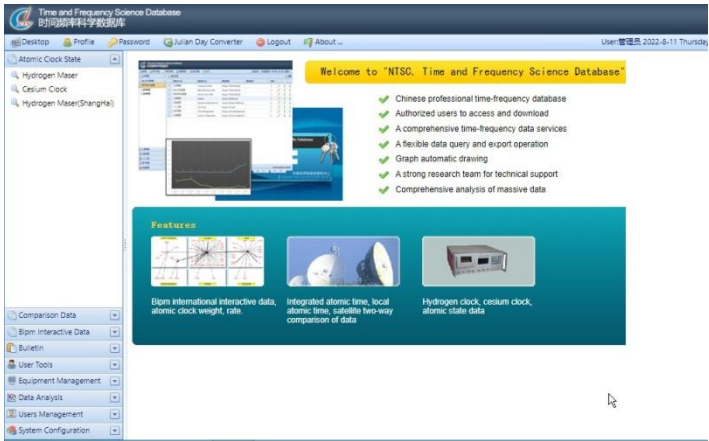 Time and Frequency Science Database
时间频率科学数据库
Desktop Profile Password Julian Day Converter Logout About ... User:管理员 2022-8-11 Thursday
Atomic Clock State
Hydrogen Maser
Cesium Clock
Hydrogen Maser(ShangHai)
Comparison Data
Bipm Interactive Data
Bulletin
User Tools
Equipment Management
Data Analysis
Users Management
System Configuration
Welcome to "NTSC, Time and Frequency Science Database"
Chinese professional time-frequency database
Authorized users to access and download
A comprehensive time-frequency data services
A flexible data query and export operation
Graph automatic drawing
A strong research team for technical support
Comprehensive analysis of massive data
Features
Bipm international interactive data,
atomic clock weight, rate.
Integrated atomic time, local
atomic time, satellite two-way
comparison of data
Hydrogen clock, cesium clock,
atomic state data